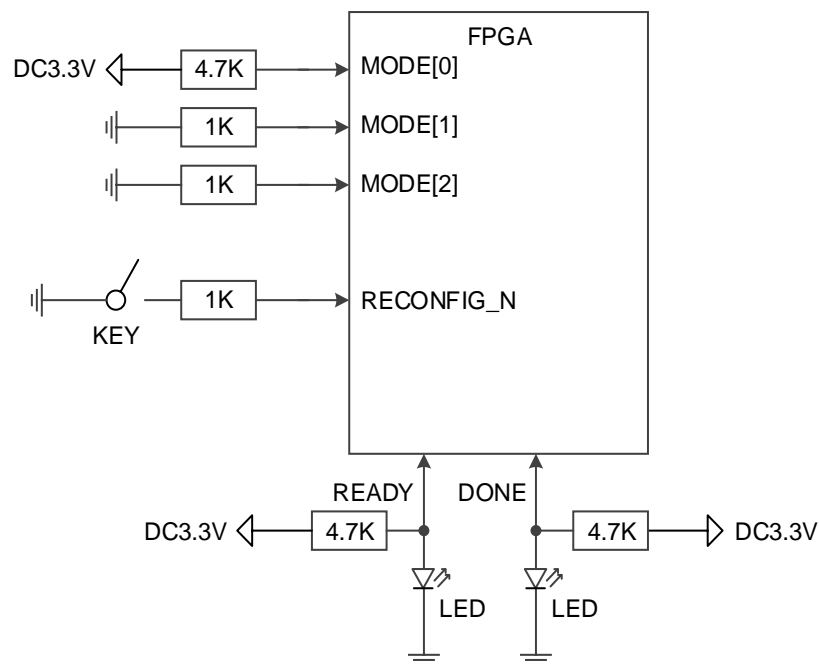 FPGA
DC3.3V 4.7K MODE[0]
1K MODE[1]
1K MODE[2]
1K RECONFIG_N
KEY
READY DONE
DC3.3V 4.7K 4.7K DC3.3V
LED LED